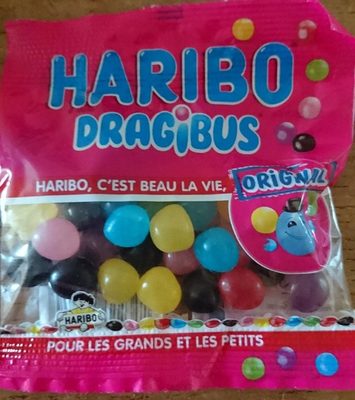 HARIBO
DRAGIBUS
HARIBO, C'EST BEAU LA VIE,
ORIGINAL
HARIBO
POUR LES GRANDS ET LES PETITS